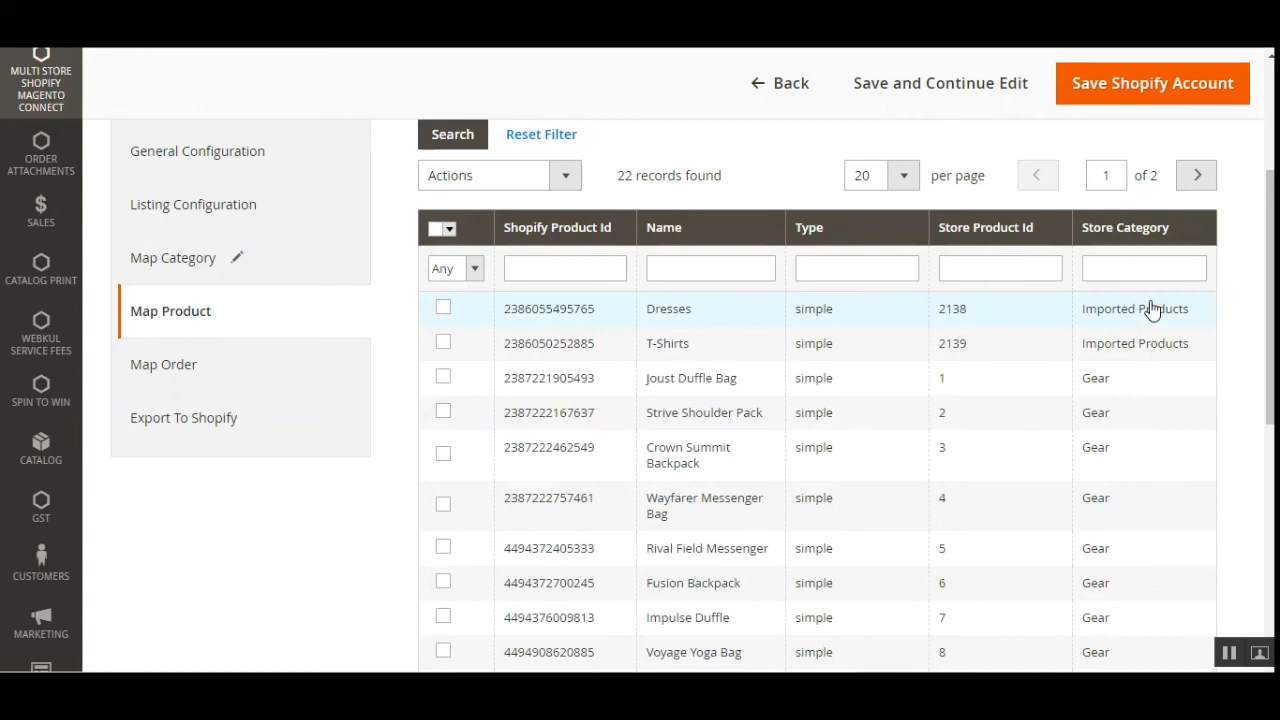 MULTI STORE
SHOPIFY
MAGENTO
CONNECT
ORDER
ATTACHMENTS
SALES
CATALOG PRINT
WEBKUL
SERVICE FEES
SPIN TO WIN
CATALOG
GST
CUSTOMERS
MARKETING
Back Save and Continue Edit Save Shopify Account
General Configuration
Listing Configuration
Map Category
Map Product
Map Order
Export To Shopify
Search Reset Filter
Actions 22 records found 20 per page 1 of 2
Shopify Product Id Name Type Store Product Id Store Category
Any
2386055495765 Dresses simple 2138 Imported Products
2386050252885 T-Shirts simple 2139 Imported Products
2387221905493 Joust Duffle Bag simple 1 Gear
2387222167637 Strive Shoulder Pack simple 2 Gear
2387222462549 Crown Summit Backpack simple 3 Gear
2387222757461 Wayfarer Messenger Bag simple 4 Gear
4494372405333 Rival Field Messenger simple 5 Gear
4494372700245 Fusion Backpack simple 6 Gear
4494376009813 Impulse Duffle simple 7 Gear
4494908620885 Voyage Yoga Bag simple 8 Gear